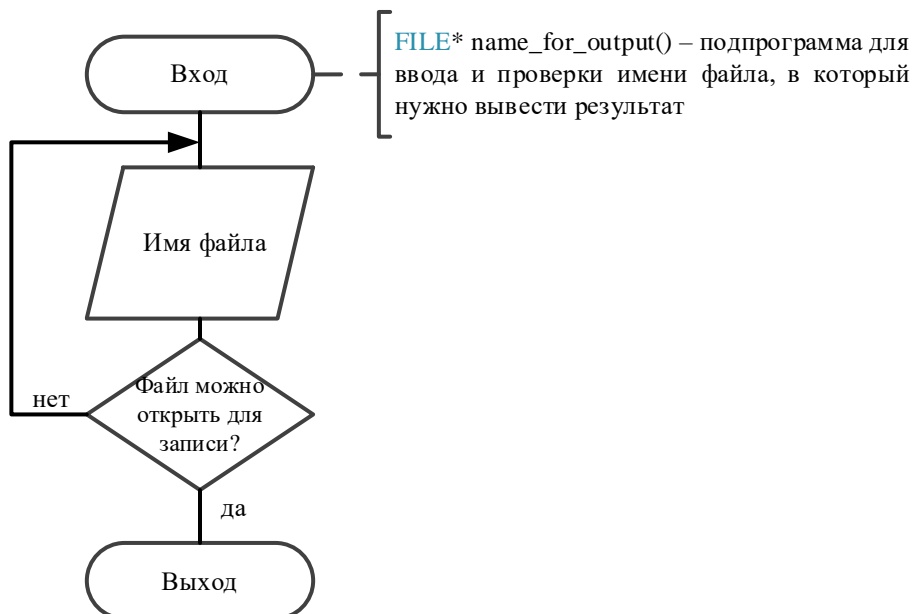 Вход
FILE* name_for_output() – подпрограмма для
ввода и проверки имени файла, в который
нужно вывести результат
Имя файла
Файл можно
открыть для
записи?
нет
да
Выход